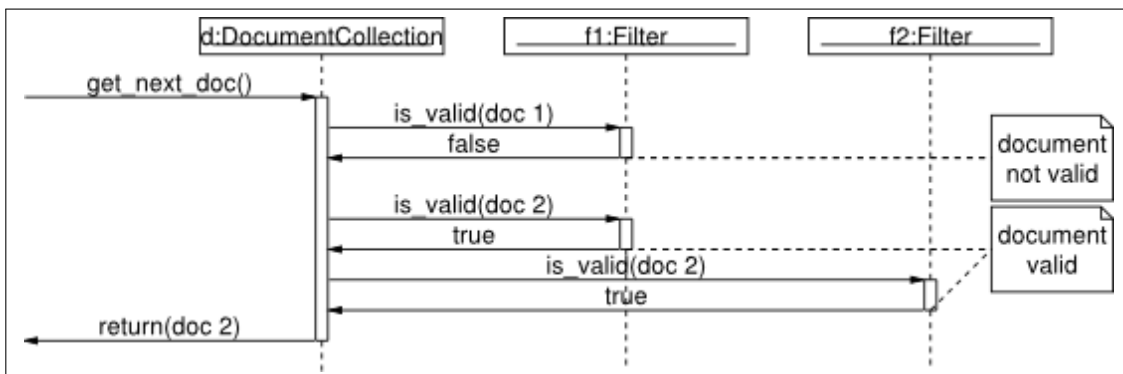 d:DocumentCollection
f1:Filter
f2:Filter
get_next_doc()
is_valid(doc 1)
false
document
not valid
is_valid(doc 2)
true
document
valid
is_valid(doc 2)
true
return(doc 2)